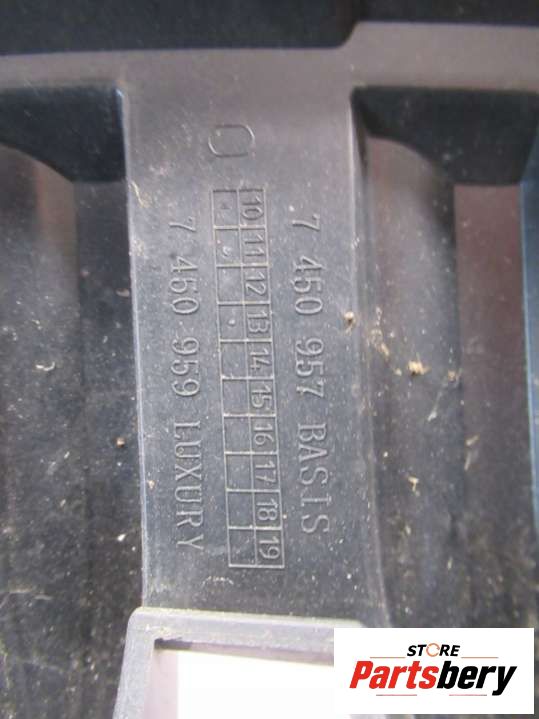 7 450 957 BASIS
10 11 12 13 14 15 16 17 18 19
7 450 959 LUXURY
STORE
Partsbery